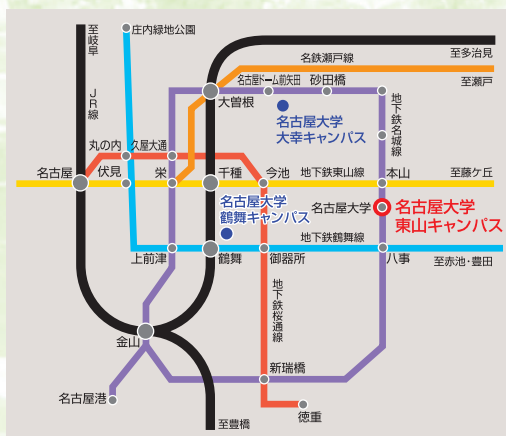 至岐阜
庄内緑地公園
至多治見
名鉄瀬戸線
名古屋ドーム前矢田
砂田橋
至瀬戸
JR線
大曽根
地下鉄名城線
名古屋大学
大幸キャンパス
丸の内
久屋大通
名古屋
伏見
栄
千種
今池
地下鉄東山線
本山
至藤ケ丘
名古屋大学
鶴舞キャンパス
名古屋大学
名古屋大学
東山キャンパス
地下鉄鶴舞線
上前津
鶴舞
御器所
八事
至赤池・豊田
地下鉄桜通線
金山
新瑞橋
名古屋港
至豊橋
徳重